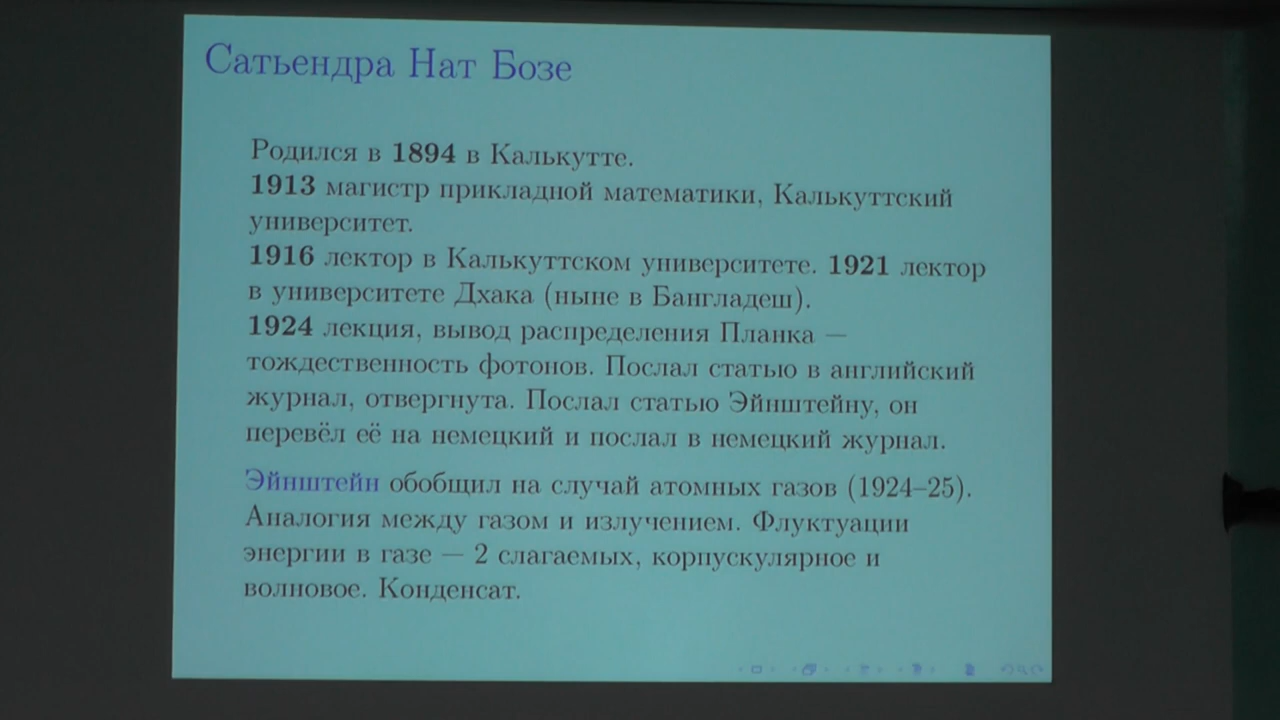 Сатьендра Нат Бозе
Родился в 1894 в Калькутте.
1913 магистр прикладной математики, Калькуттский
университет.
1916 лектор в Калькуттском университете. 1921 лектор
в университете Дхака (ныне в Бангладеш).
1924 лекция, вывод распределения Планка —
тождественность фотонов. Послал статью в английский
журнал, отвергнута. Послал статью Эйнштейну, он
перевёл её на немецкий и послал в немецкий журнал.
Эйнштейн обобщил на случай атомных газов (1924–25).
Аналогия между газом и излучением. Флуктуации
энергии в газе — 2 слагаемых, корпускулярное и
волновое. Конденсат.